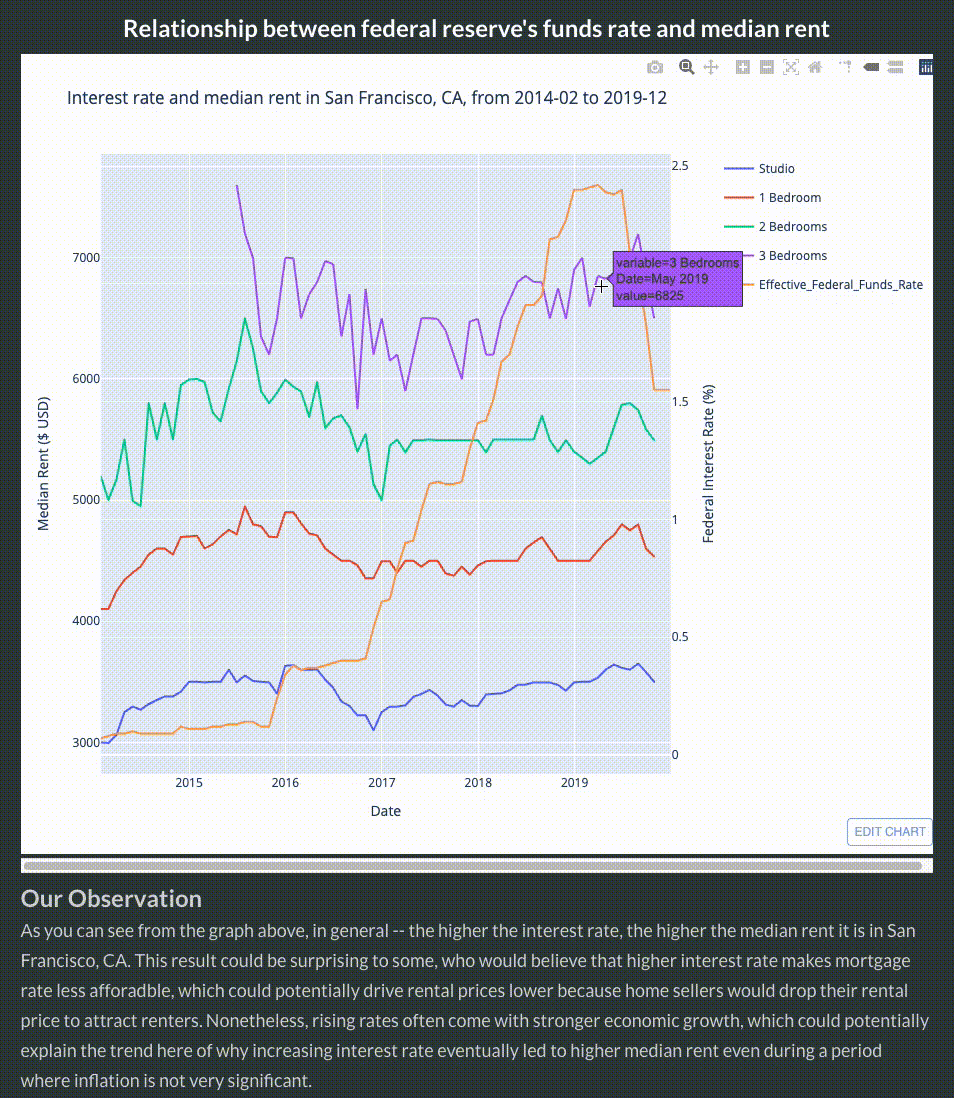 Relationship between federal reserve's funds rate and median rent
Interest rate and median rent in San Francisco, CA, from 2014-02 to 2019-12
2.5
Studio
1 Bedroom
2 Bedrooms
3 Bedrooms
Effective_Federal_Funds_Rate
variable=3 Bedrooms
Date=May 2019
value=6825
7000
6000
5000
4000
3000
Median Rent ($ USD)
1.5
1
0.5
0
Federal Interest Rate (%)
2015
2016
2017
2018
2019
Date
EDIT CHART
Our Observation
As you can see from the graph above, in general -- the higher the interest rate, the higher the median rent it is in San
Francisco, CA. This result could be surprising to some, who would believe that higher interest rate makes mortgage
rate less afforadble, which could potentially drive rental prices lower because home sellers would drop their rental
price to attract renters. Nonetheless, rising rates often come with stronger economic growth, which could potentially
explain the trend here of why increasing interest rate eventually led to higher median rent even during a period
where inflation is not very significant.